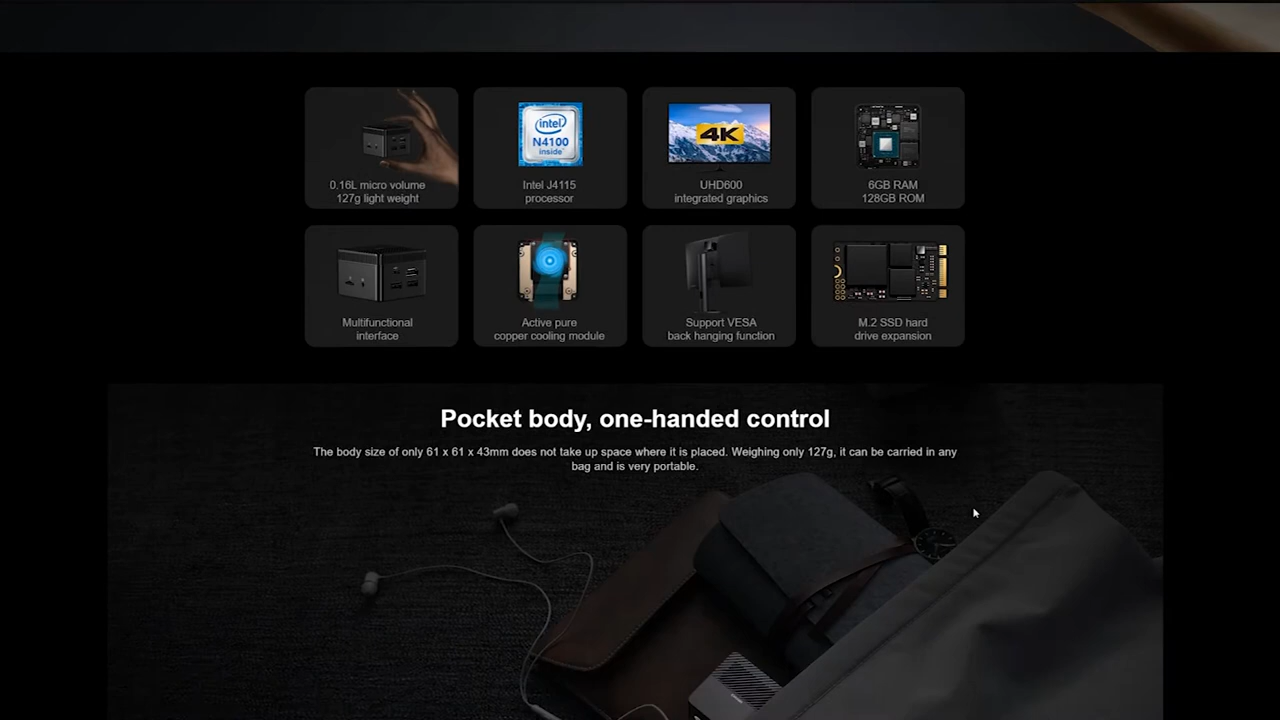 intel
N4100
inside
4K
0.16L micro volume
127g light weight
Intel J4115
processor
UHD600
integrated graphics
6GB RAM
128GB ROM
Multifunctional
interface
Active pure
copper cooling module
Support VESA
back hanging function
M.2 SSD hard
drive expansion
Pocket body, one-handed control
The body size of only 61 x 61 x 43mm does not take up space where it is placed. Weighing only 127g, it can be carried in any
bag and is very portable.